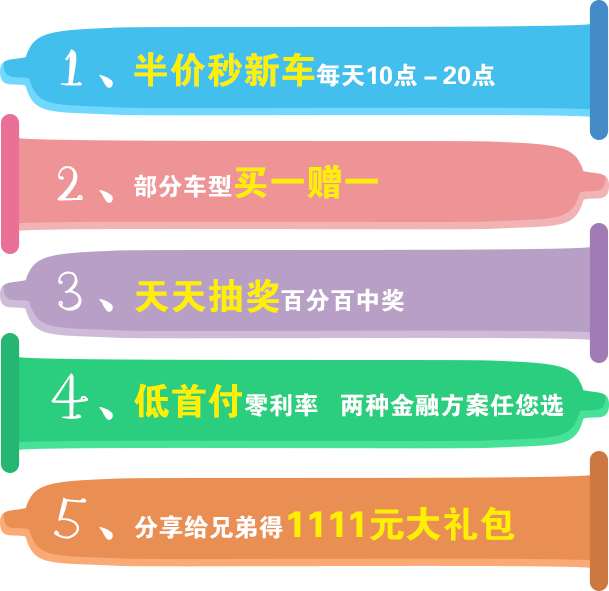 1、半价秒新车每天10点－20点
2、部分车型买一赠一
3、天天抽奖百分百中奖
4、低首付零利率 两种金融方案任您选
5、分享给兄弟得1111元大礼包